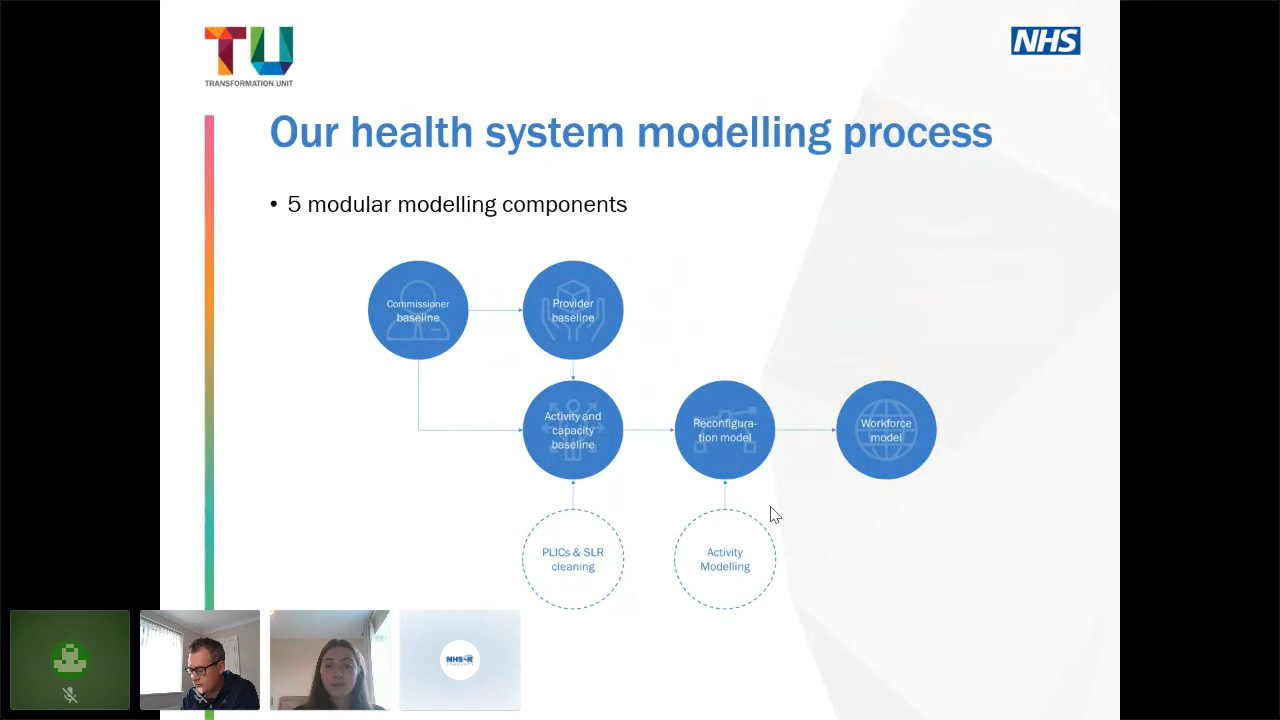 TU
TRANSFORMATION UNIT
NHS
Our health system modelling process
• 5 modular modelling components
Commissioner
baseline
Provider
baseline
Activity and
capacity
baseline
Reconfigura-
tion model
Workforce
model
PLICs & SLR
cleaning
Activity
Modelling
NHS-R
COMMUNITY